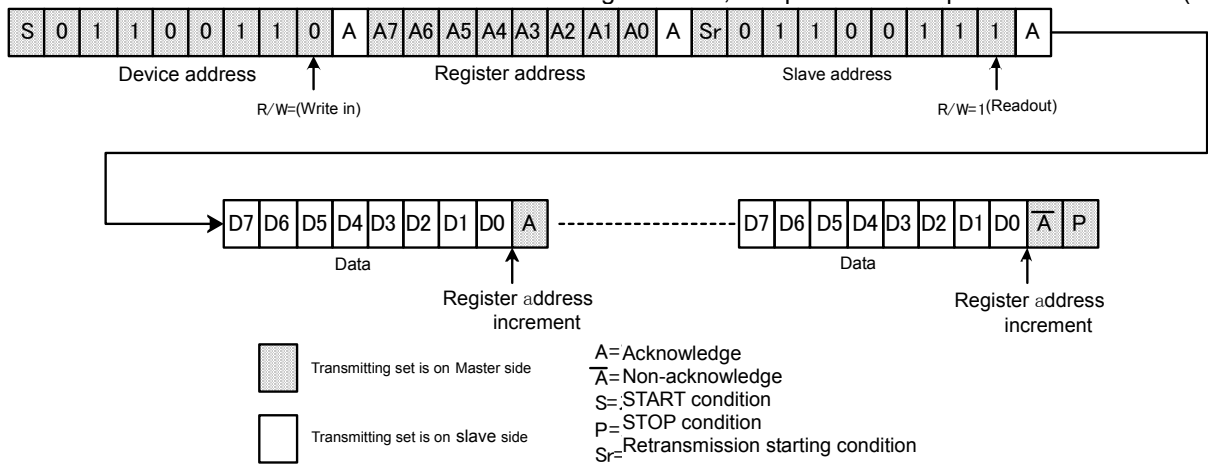 S 0 1 1 0 0 1 1 0 A A7 A6 A5 A4 A3 A2 A1 A0 A Sr 0 1 1 0 0 1 1 1 A
Device address Register address Slave address
R/W=(Write in) R/W=1(Readout)
D7 D6 D5 D4 D3 D2 D1 D0 A D7 D6 D5 D4 D3 D2 D1 D0 A̅ P
Data Data
Register address Register address
increment increment
Transmitting set is on Master side
Transmitting set is on slave side
A=Acknowledge
A̅=Non-acknowledge
S=START condition
P=STOP condition
Sr=Retransmission starting condition